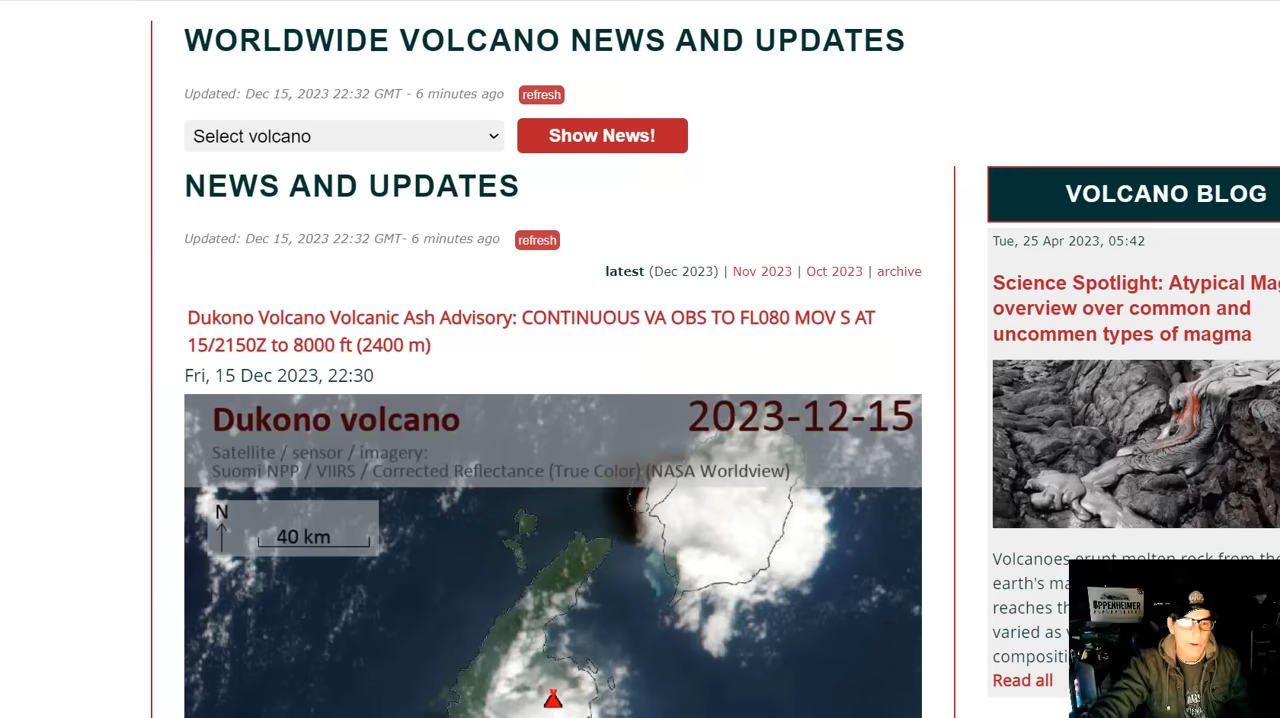 WORLDWIDE VOLCANO NEWS AND UPDATES
Updated: Dec 15, 2023 22:32 GMT - 6 minutes ago refresh
Select volcano Show News!
NEWS AND UPDATES
Updated: Dec 15, 2023 22:32 GMT- 6 minutes ago refresh
latest (Dec 2023) | Nov 2023 | Oct 2023 | archive
Dukono Volcano Volcanic Ash Advisory: CONTINUOUS VA OBS TO FL080 MOV S AT
15/2150Z to 8000 ft (2400 m)
Fri, 15 Dec 2023, 22:30
Dukono volcano 2023-12-15
Satellite / sensor / imagery:
Suomi NPP / VIIRS / Corrected Reflectance (True Color) (NASA Worldview)
N
40 km
VOLCANO BLOG
Tue, 25 Apr 2023, 05:42
Science Spotlight: Atypical Mag
overview over common and
uncommen types of magma
Volcanoes erupt molten rock from the
earth's ma
reaches th
varied as
compositi
Read all
OPPENHEIMER